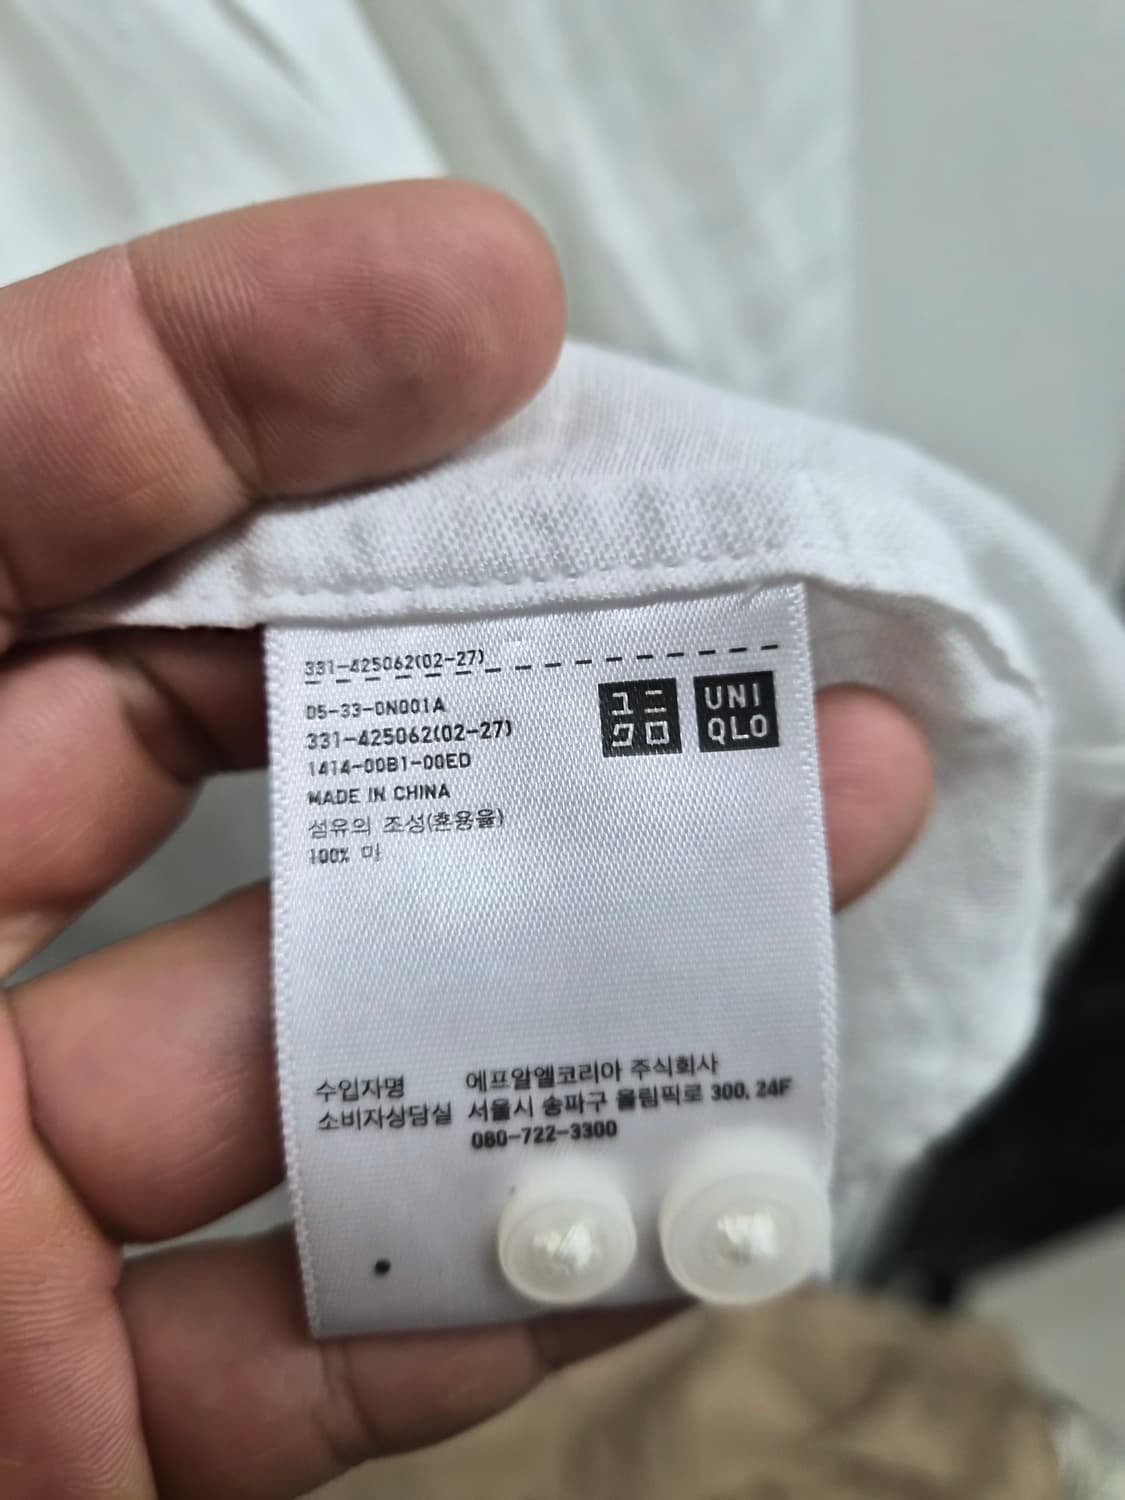 331-425062(02-27)
05-33-0N001A
331-425062(02-27)
1414-00B1-00ED
MADE IN CHINA
섬유의 조성(혼용율)
100% 마
ユニ
クロ
UNI
QLO
수입자명 에프알엘코리아 주식회사
소비자상담실 서울시 송파구 올림픽로 300, 24F
080-722-3300